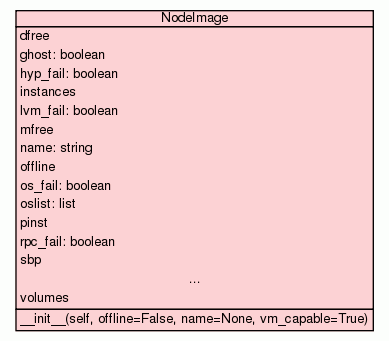 NodeImage
dfree
ghost: boolean
hyp_fail: boolean
instances
lvm_fail: boolean
mfree
name: string
offline
os_fail: boolean
oslist: list
pinst
rpc_fail: boolean
sbp
...
volumes
__init__(self, offline=False, name=None, vm_capable=True)